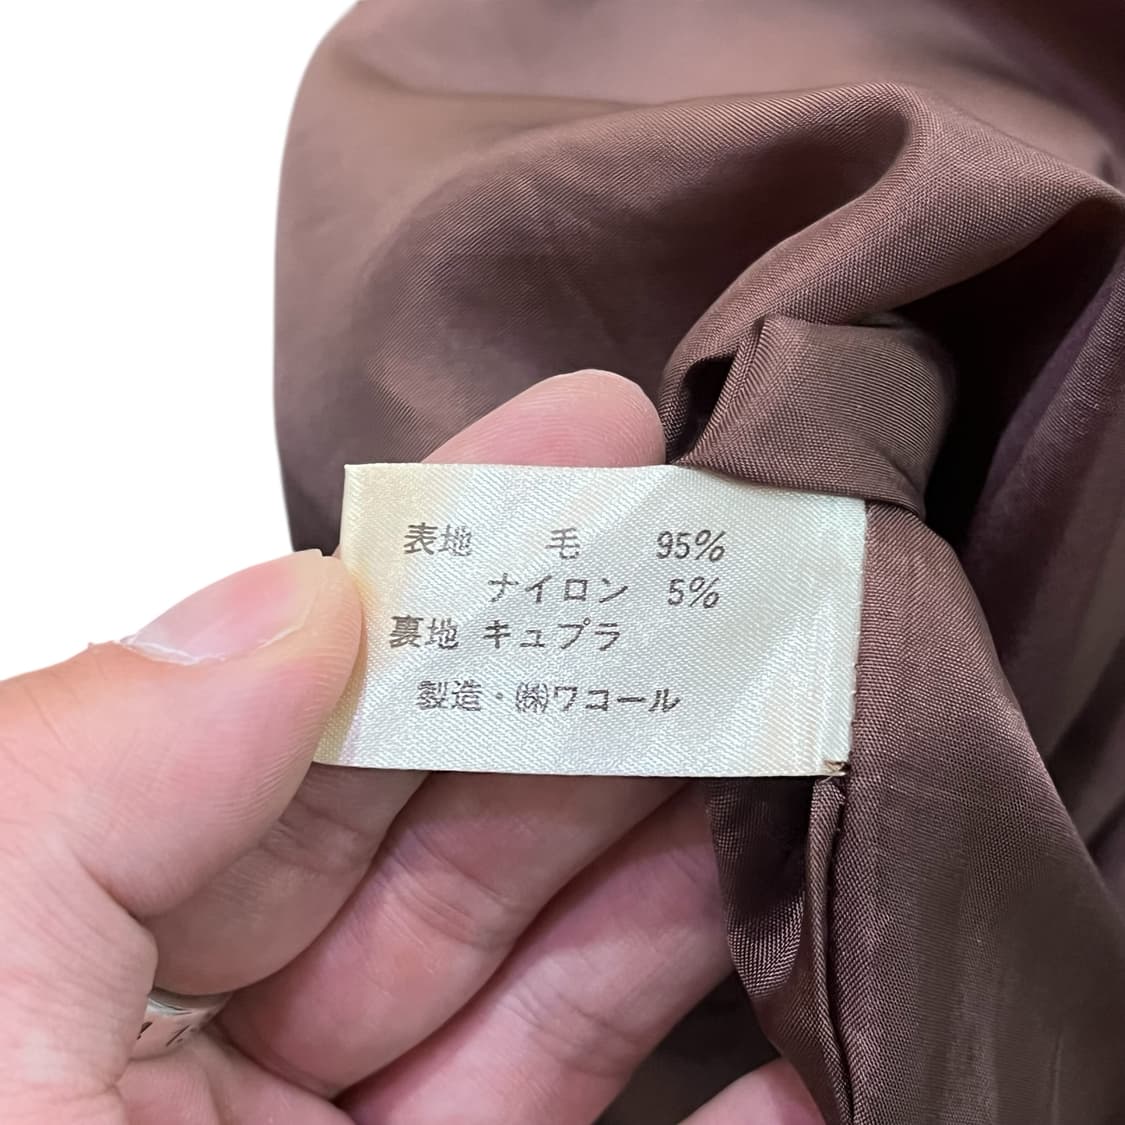 表地 毛 95%
ナイロン 5%
裏地 キュプラ
製造・㈱ワコール